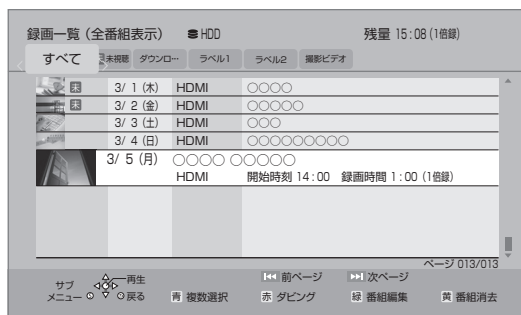 録画一覧（全番組表示） HDD 残量 15:08（1倍録）
すべて 未視聴 ダウンロ… ラベル1 ラベル2 撮影ビデオ
未 3/ 1（木） HDMI ○○○○
未 3/ 2（金） HDMI ○○○○○
3/ 3（土） HDMI ○○○
3/ 4（日） HDMI ○○○○○○○○○
3/ 5（月） ○○○○ ○○○○○
HDMI 開始時刻 14:00 録画時間 1:00（1倍録）
ページ 013/013
サブメニュー 再生 戻る 前ページ 次ページ
青 複数選択 赤 ダビング 緑 番組編集 黄 番組消去